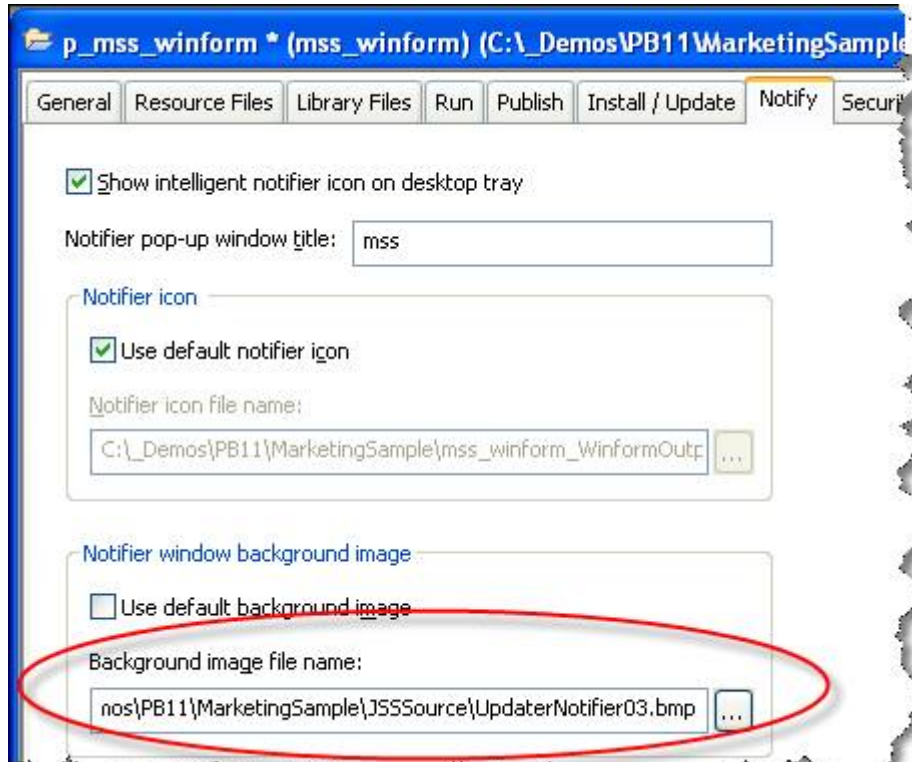 p_mss_winform * (mss_winform) (C:\_Demos\PB11\MarketingSample
General Resource Files Library Files Run Publish Install / Update Notify Securi
Show intelligent notifier icon on desktop tray
Notifier pop-up window title: mss
Notifier icon
Use default notifier icon
Notifier icon file name:
C:\_Demos\PB11\MarketingSample\mss_winform_WinformOutp ...
Notifier window background image
Use default background image
Background image file name:
nos\PB11\MarketingSample\JSSSource\UpdaterNotifier03.bmp ...